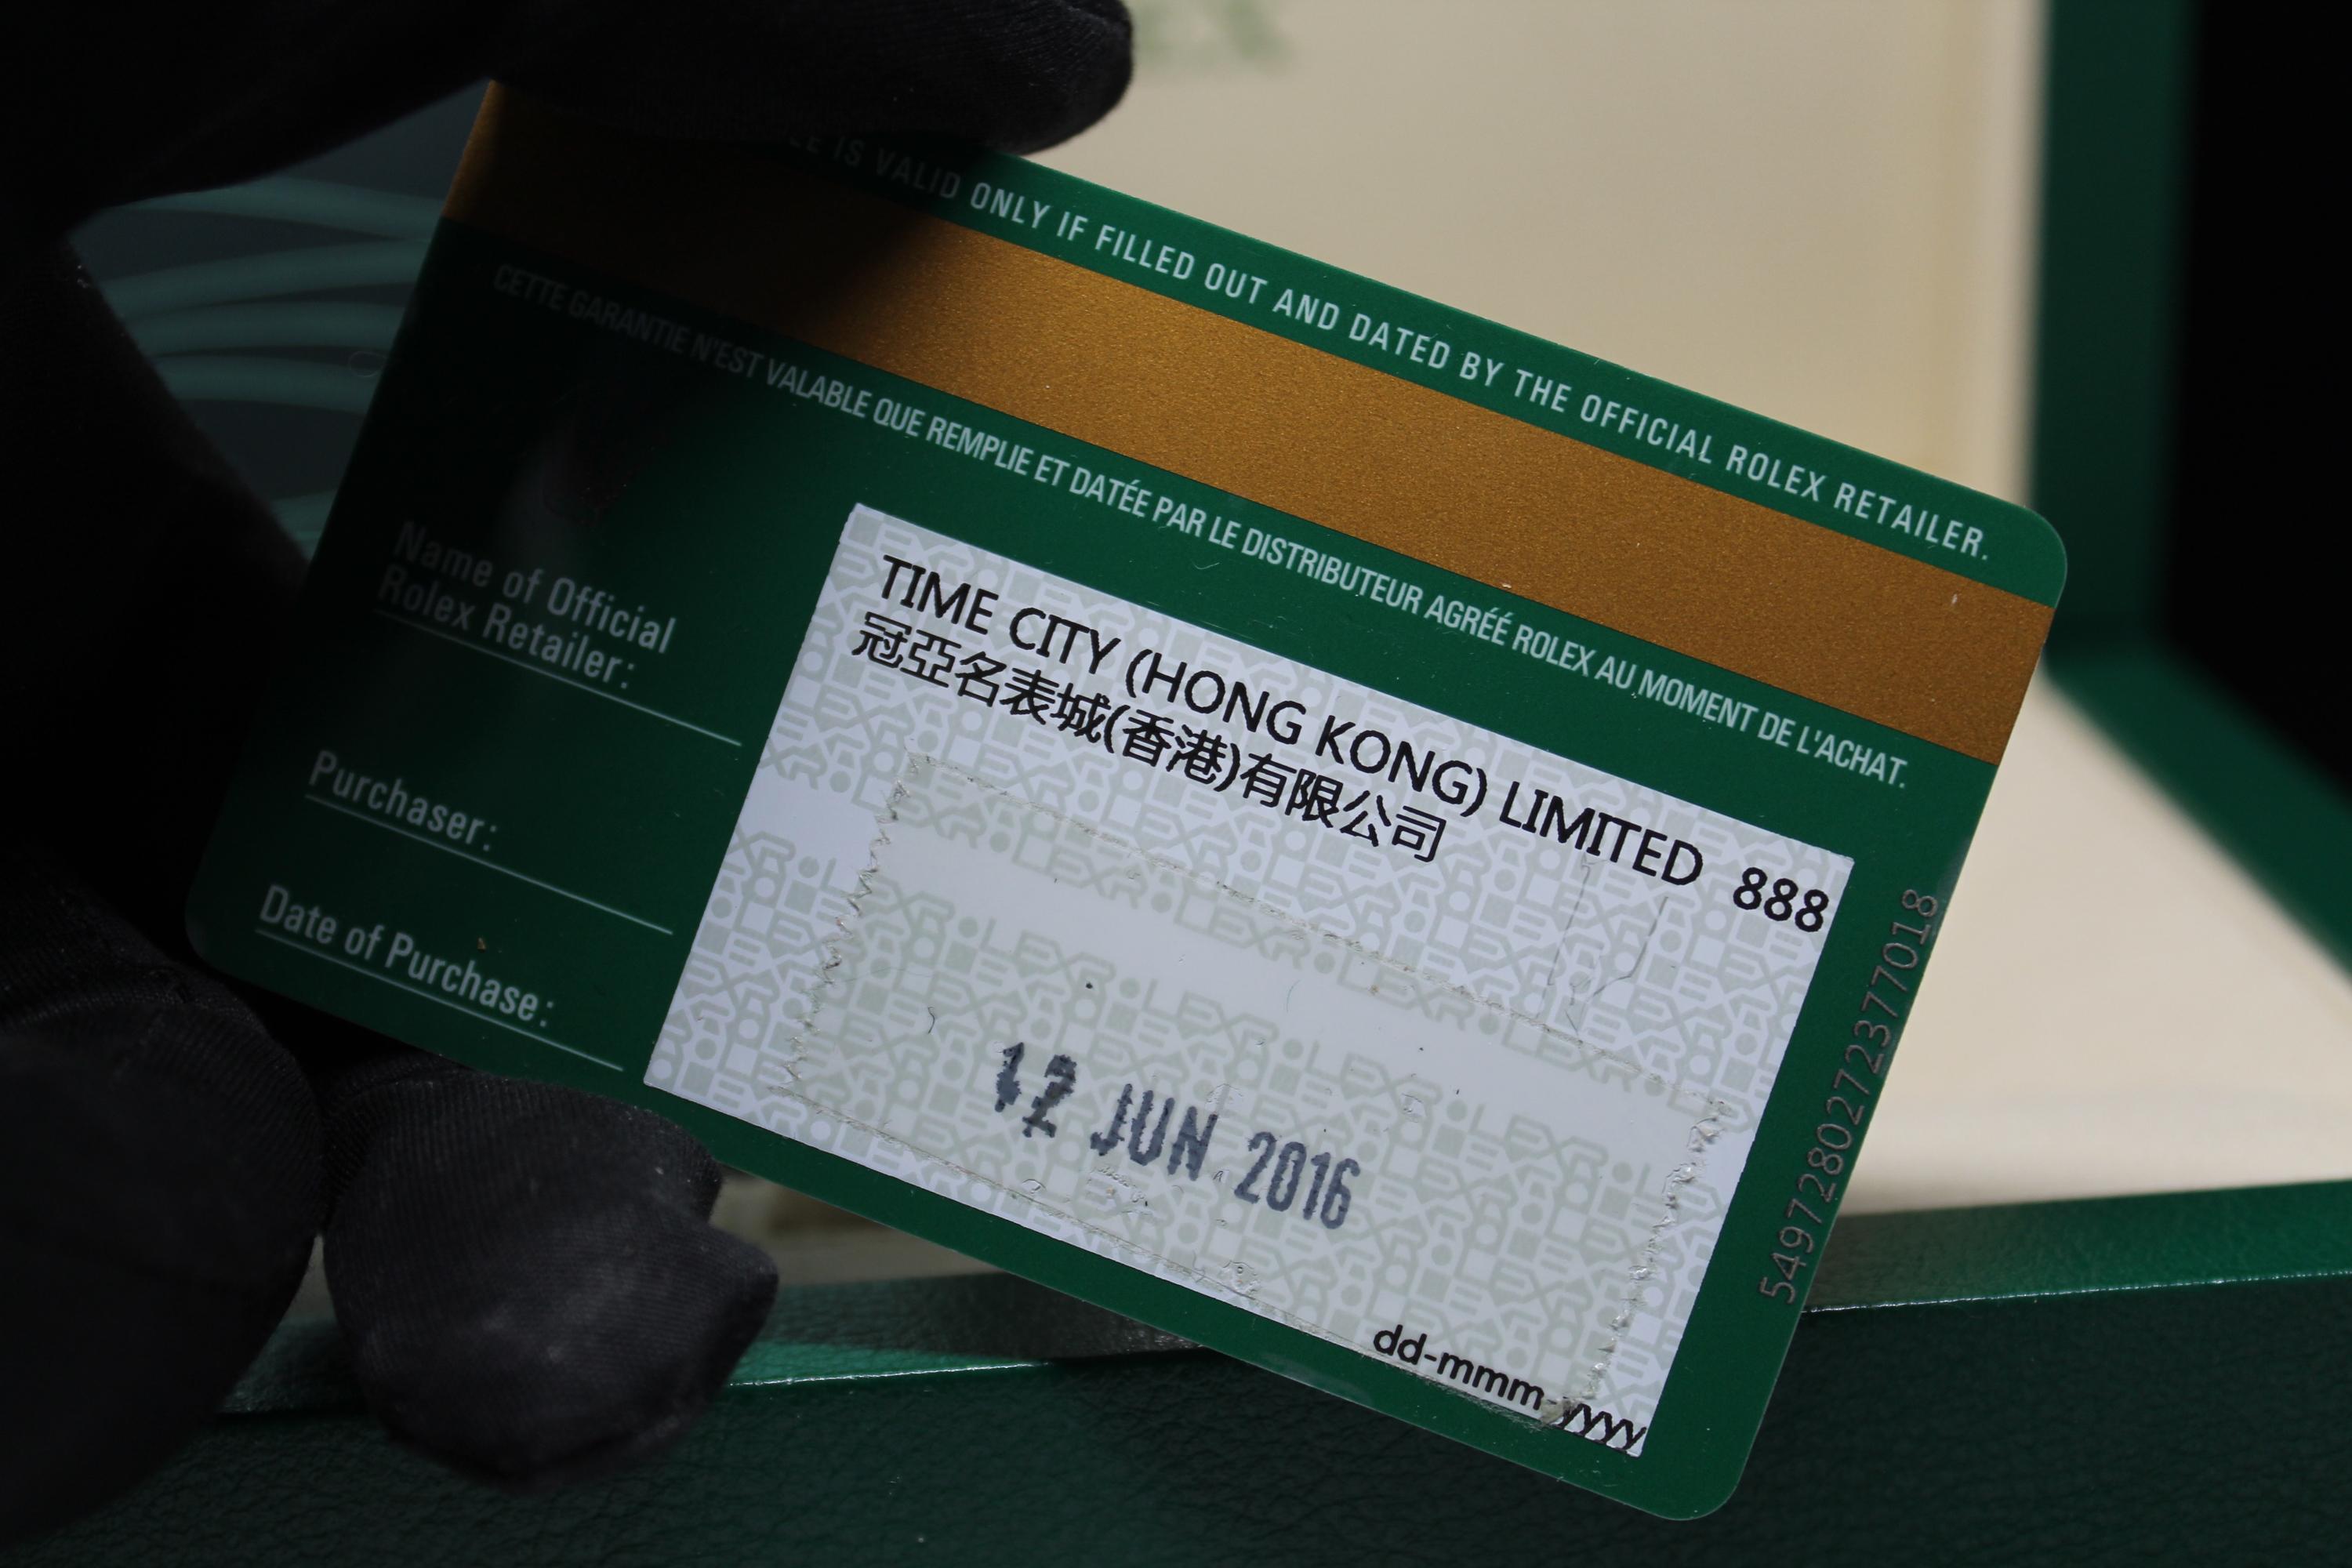 IS VALID ONLY IF FILLED OUT AND DATED BY THE OFFICIAL ROLEX RETAILER.
CETTE GARANTIE N'EST VALABLE QUE REMPLIE ET DATÉE PAR LE DISTRIBUTEUR AGRÉÉ ROLEX AU MOMENT DE L'ACHAT.
Name of Official
Rolex Retailer:
TIME CITY (HONG KONG) LIMITED 888
冠亞名表城(香港)有限公司
Purchaser:
Date of Purchase:
12 JUN 2016
dd-mmm-yyyy
5497280272377018